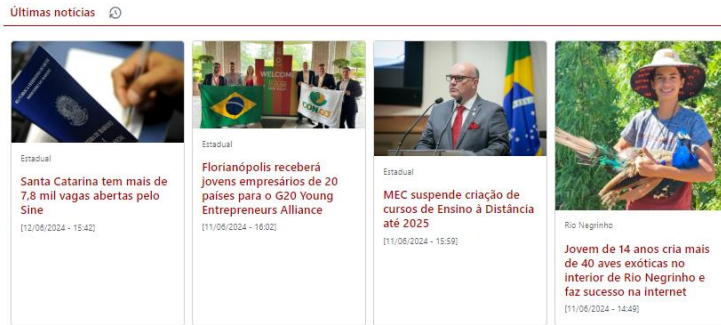 Últimas notícias
WELCOME
CONAJE
Estadual
Santa Catarina tem mais de
7,8 mil vagas abertas pelo
Sine
[12/06/2024 - 15:42]
Estadual
Florianópolis receberá
jovens empresários de 20
países para o G20 Young
Entrepreneurs Alliance
[11/06/2024 - 16:02]
Estadual
MEC suspende criação de
cursos de Ensino à Distância
até 2025
[11/06/2024 - 15:59]
Rio Negrinho
Jovem de 14 anos cria mais
de 40 aves exóticas no
interior de Rio Negrinho e
faz sucesso na internet
[11/06/2024 - 14:49]